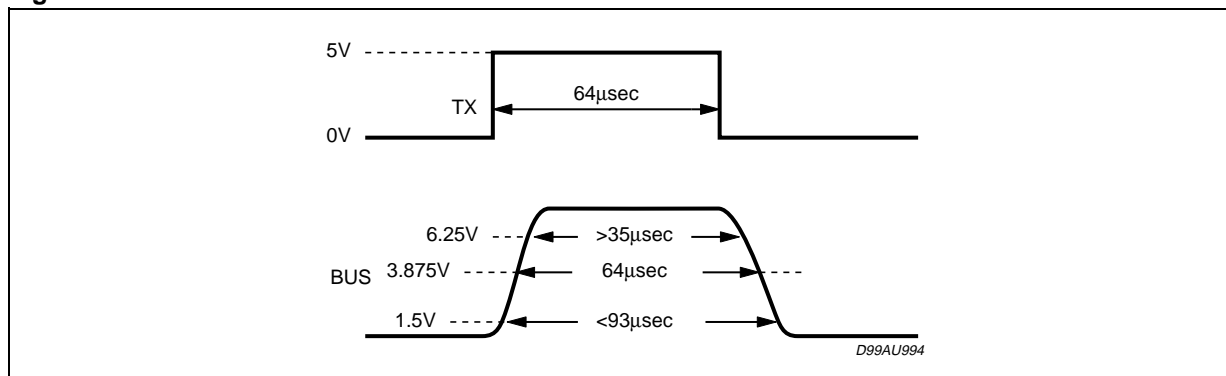 5V
64μsec
TX
0V
6.25V
>35μsec
BUS
3.875V
64μsec
1.5V
<93μsec
D99AU994